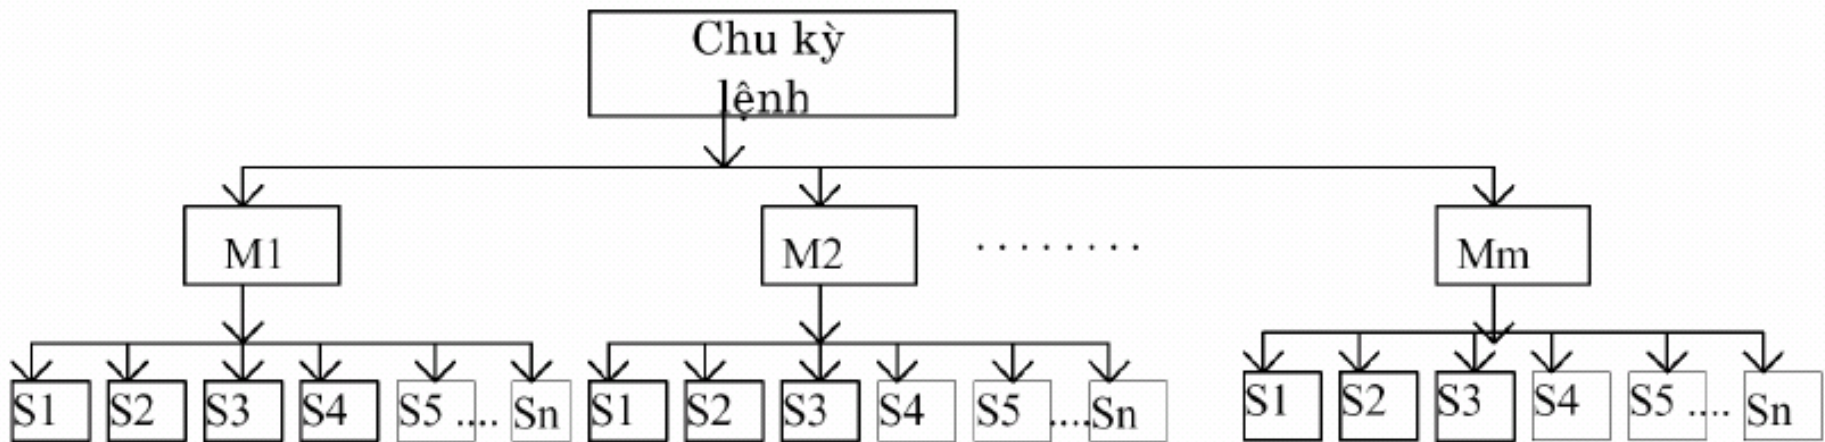 Chu kỳ
lệnh
M1 M2 ........ Mm
S1 S2 S3 S4 S5 .... Sn S1 S2 S3 S4 S5 ....Sn S1 S2 S3 S4 S5 .... Sn